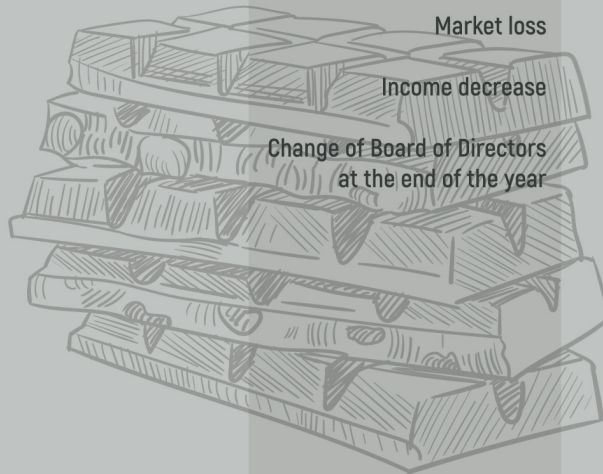 Market loss
Income decrease
Change of Board of Directors
at the end of the year